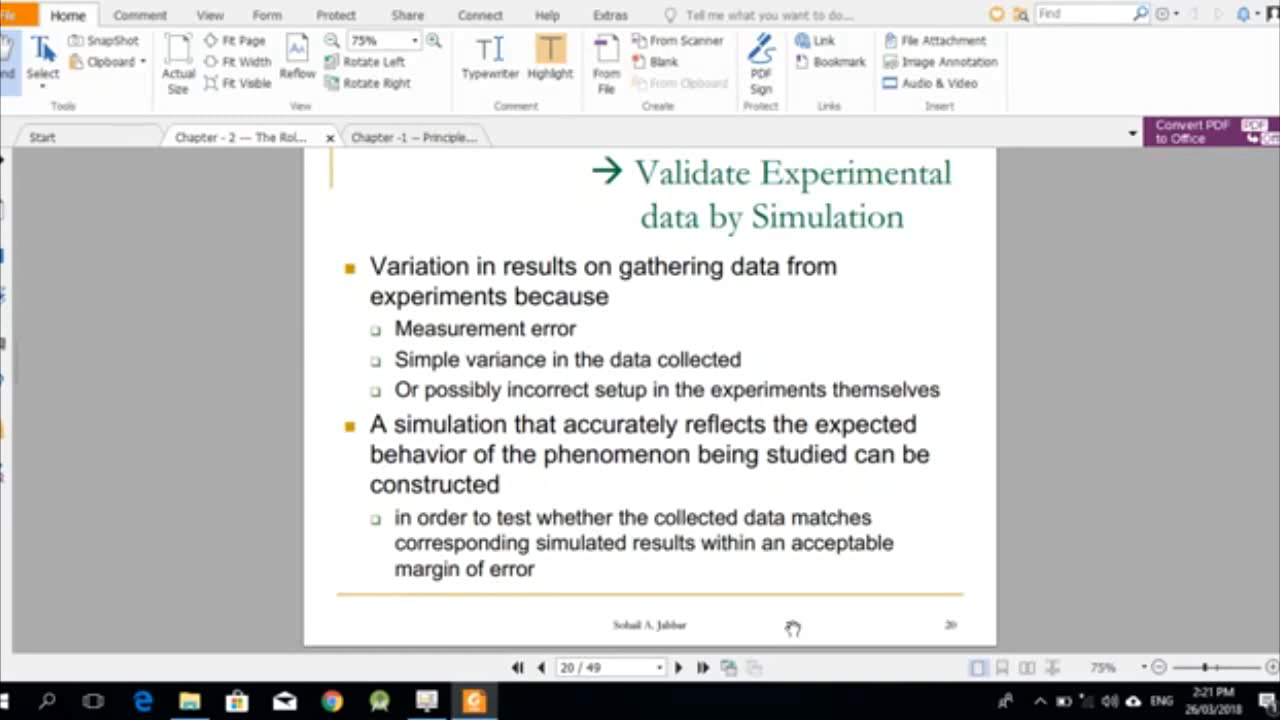 File Home Comment View Form Protect Share Connect Help Extras Tell me what you want to do... Find
SnapShot
Clipboard
Select
Tools
Actual Size
Fit Page
Fit Width
Fit Visible
Reflow
75%
Rotate Left
Rotate Right
View
Typewriter
Highlight
Comment
From File
From Scanner
Blank
From Clipboard
Create
PDF Sign
Protect
Link
Bookmark
Links
File Attachment
Image Annotation
Audio & Video
Insert
Start
Chapter - 2 --- The Rol... x
Chapter -1 -- Principle...
Convert PDF
to Office
PDF
→ Validate Experimental
data by Simulation
Variation in results on gathering data from
experiments because
Measurement error
Simple variance in the data collected
Or possibly incorrect setup in the experiments themselves
A simulation that accurately reflects the expected
behavior of the phenomenon being studied can be
constructed
in order to test whether the collected data matches
corresponding simulated results within an acceptable
margin of error
Sohail A. Jabbar
20
20 / 49
75%
ENG
2:21 PM
26/03/2018